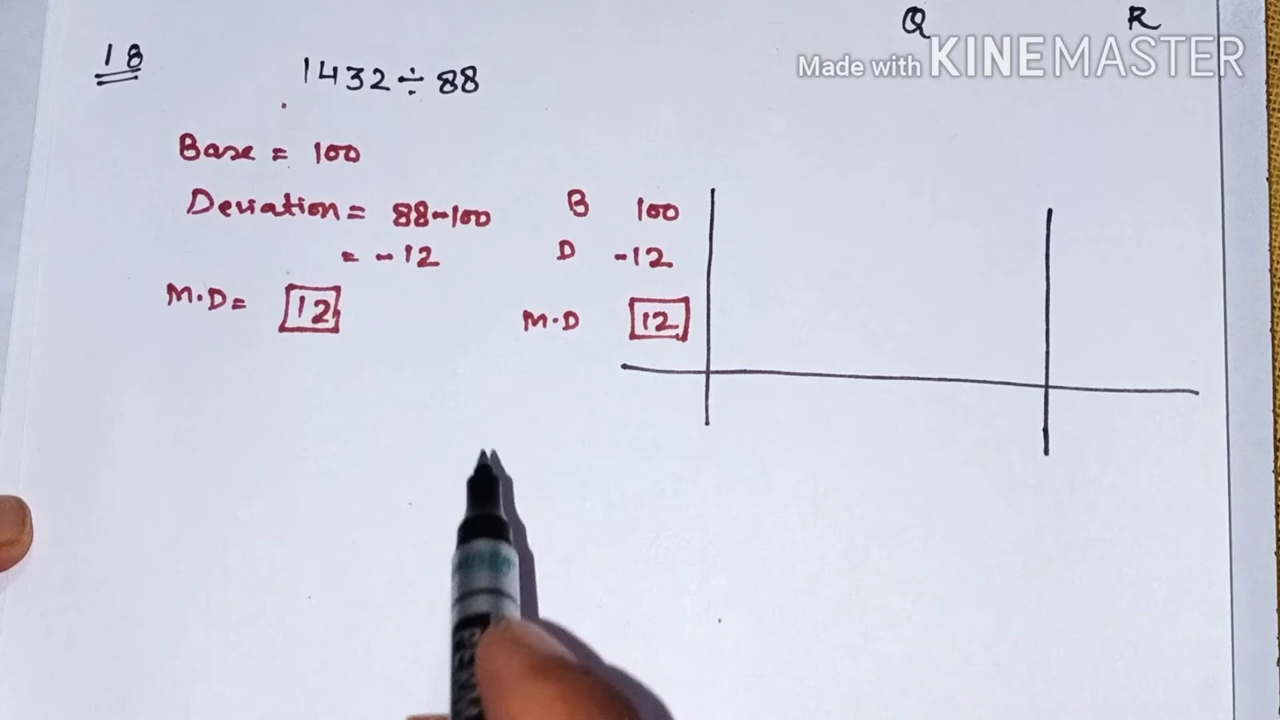 Q R
Made with KINEMASTER
18 1432 ÷ 88
Base = 100
Deviation = 88-100
= -12
M.D = 12
B 100
D -12
M.D 12